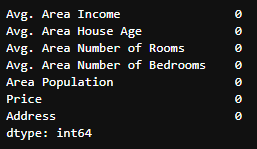 Avg. Area Income 0
Avg. Area House Age 0
Avg. Area Number of Rooms 0
Avg. Area Number of Bedrooms 0
Area Population 0
Price 0
Address 0
dtype: int64